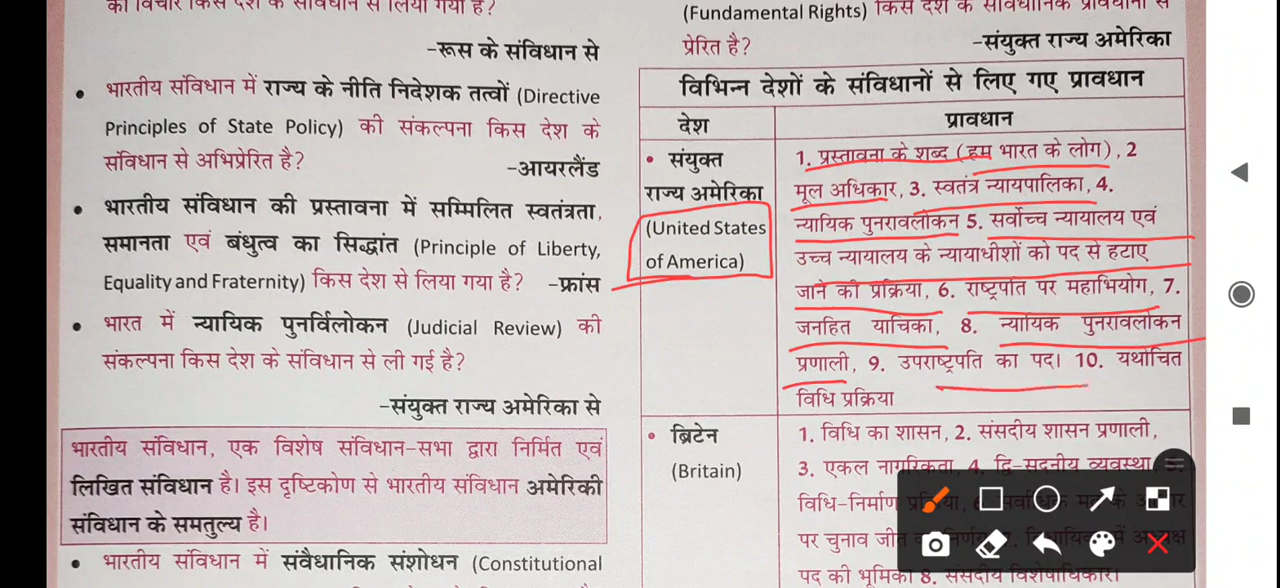 का विचार किस देश के संविधान से लिया गया है?
-रूस के संविधान से
• भारतीय संविधान में राज्य के नीति निदेशक तत्वों (Directive
Principles of State Policy) की संकल्पना किस देश के
संविधान से अभिप्रेरित है?
-आयरलैंड
• भारतीय संविधान की प्रस्तावना में सम्मिलित स्वतंत्रता,
समानता एवं बंधुत्व का सिद्धांत (Principle of Liberty,
Equality and Fraternity) किस देश से लिया गया है? -फ्रांस
• भारत में न्यायिक पुनर्विलोकन (Judicial Review) की
संकल्पना किस देश के संविधान से ली गई है?
-संयुक्त राज्य अमेरिका से
भारतीय संविधान, एक विशेष संविधान-सभा द्वारा निर्मित एवं
लिखित संविधान है। इस दृष्टिकोण से भारतीय संविधान अमेरिकी
संविधान के समतुल्य है।
• भारतीय संविधान में संवैधानिक संशोधन (Constitutional
(Fundamental Rights) किस देश के संवैधानिक प्रावधानों से
प्रेरित है? -संयुक्त राज्य अमेरिका
विभिन्न देशों के संविधानों से लिए गए प्रावधान
देश
प्रावधान
• संयुक्त
राज्य अमेरिका
(United States
of America)
1. प्रस्तावना के शब्द (हम भारत के लोग), 2
मूल अधिकार, 3. स्वतंत्र न्यायपालिका, 4.
न्यायिक पुनरावलोकन 5. सर्वोच्च न्यायालय एवं
उच्च न्यायालय के न्यायाधीशों को पद से हटाए
जाने की प्रक्रिया, 6. राष्ट्रपति पर महाभियोग, 7.
जनहित याचिका, 8. न्यायिक पुनरावलोकन
प्रणाली, 9. उपराष्ट्रपति का पद। 10. यथोचित
विधि प्रक्रिया
• ब्रिटेन
(Britain)
1. विधि का शासन, 2. संसदीय शासन प्रणाली,
3. एकल नागरिकता, 4. द्वि-सदनीय व्यवस्था, 5.
विधि-निर्माण
पर चुनाव जीत
पद की भूमिका 8. संसदीय विशेषाधिकार।